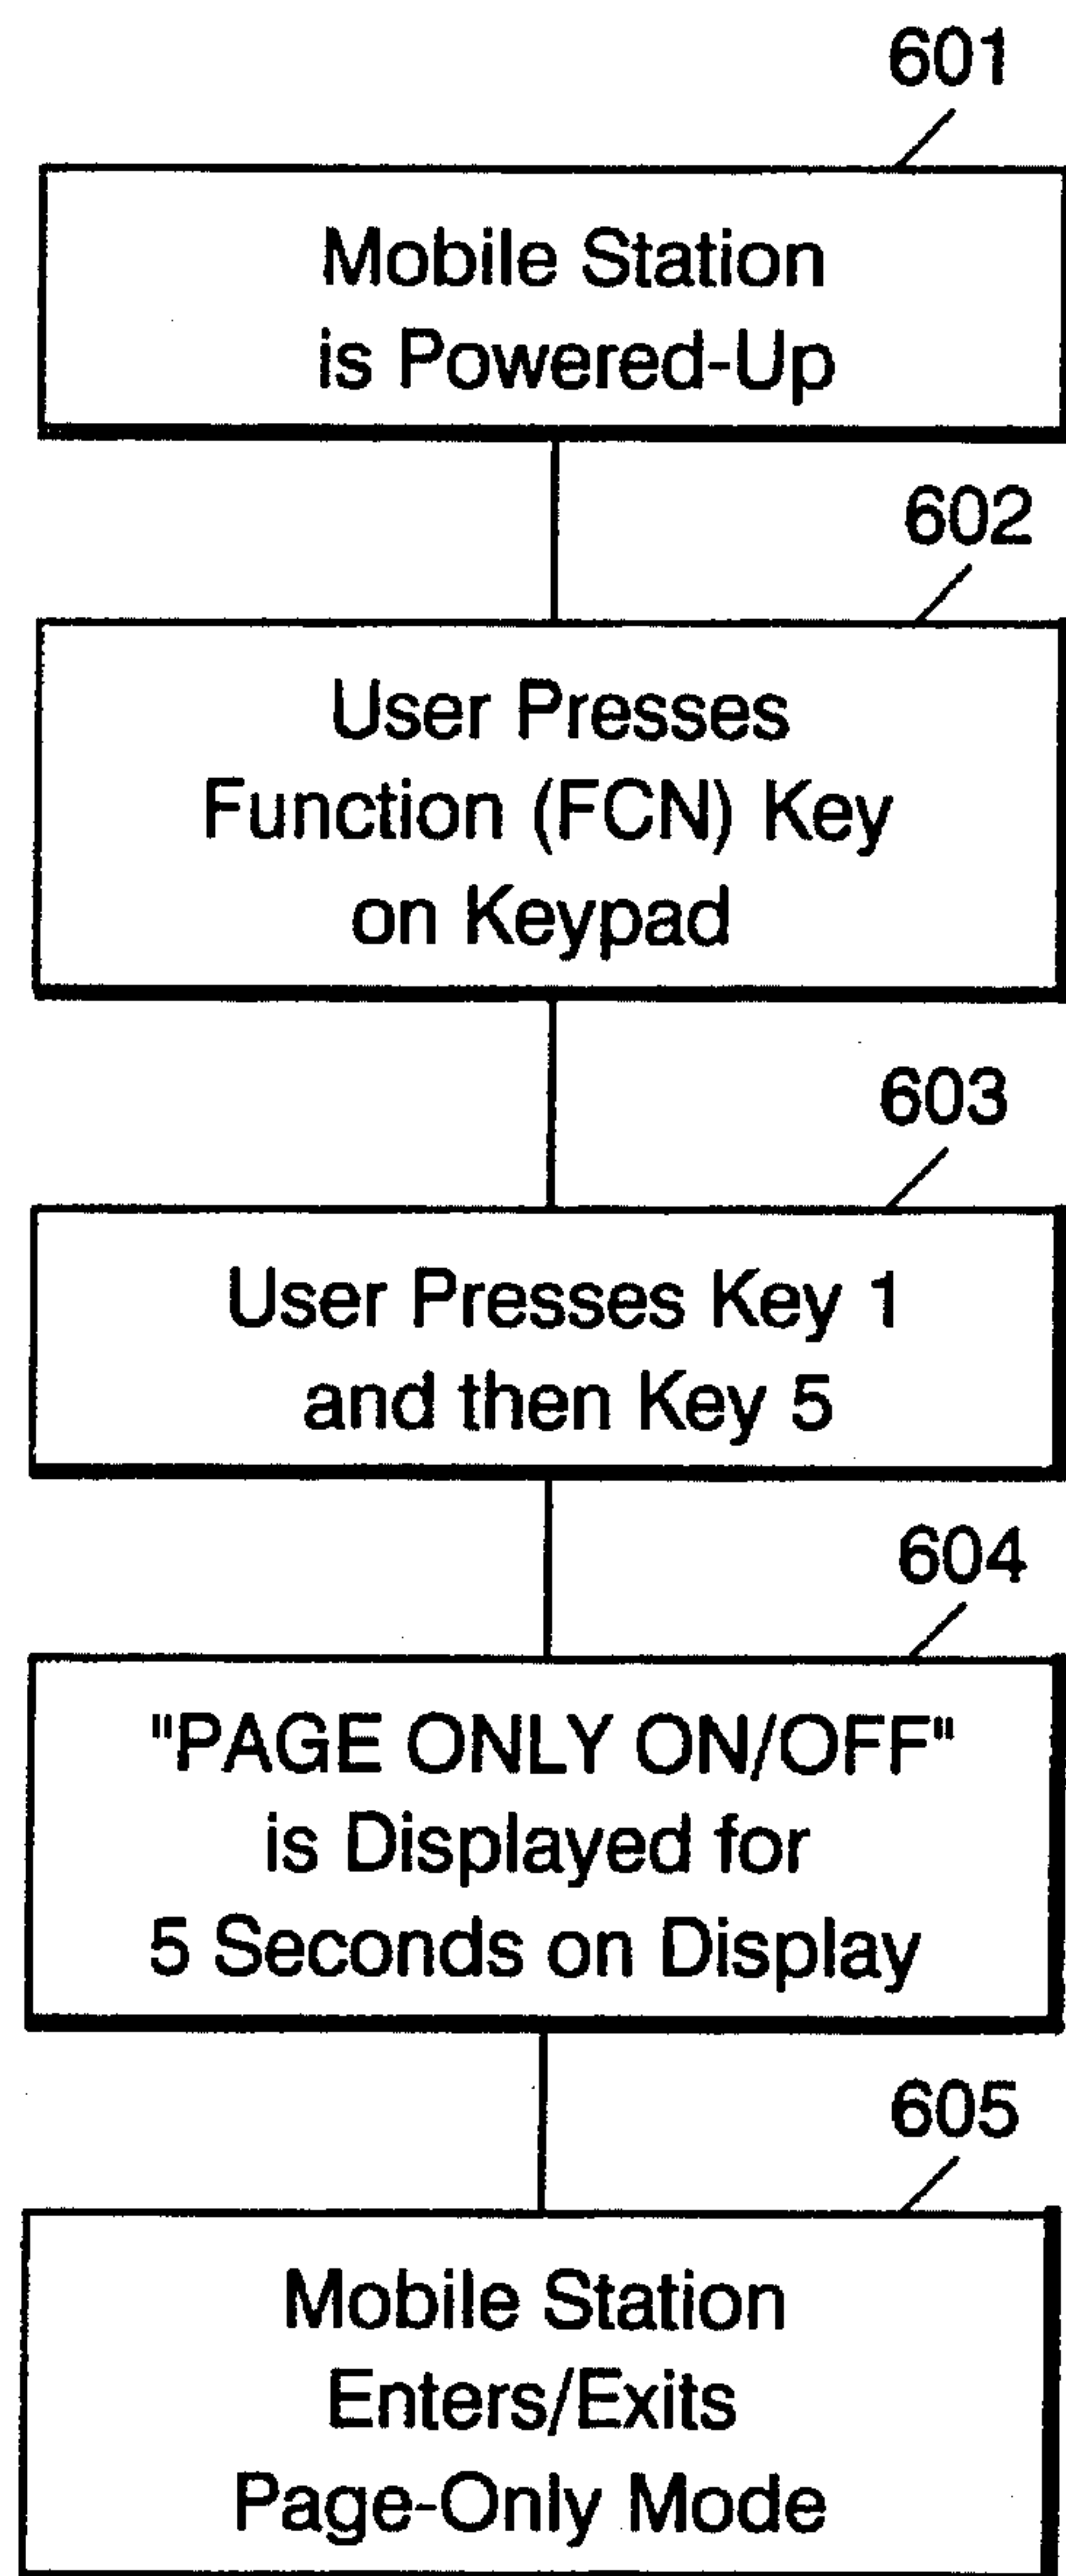 601
Mobile Station
is Powered-Up
602
User Presses
Function (FCN) Key
on Keypad
603
User Presses Key 1
and then Key 5
604
"PAGE ONLY ON/OFF"
is Displayed for
5 Seconds on Display
605
Mobile Station
Enters/Exits
Page-Only Mode